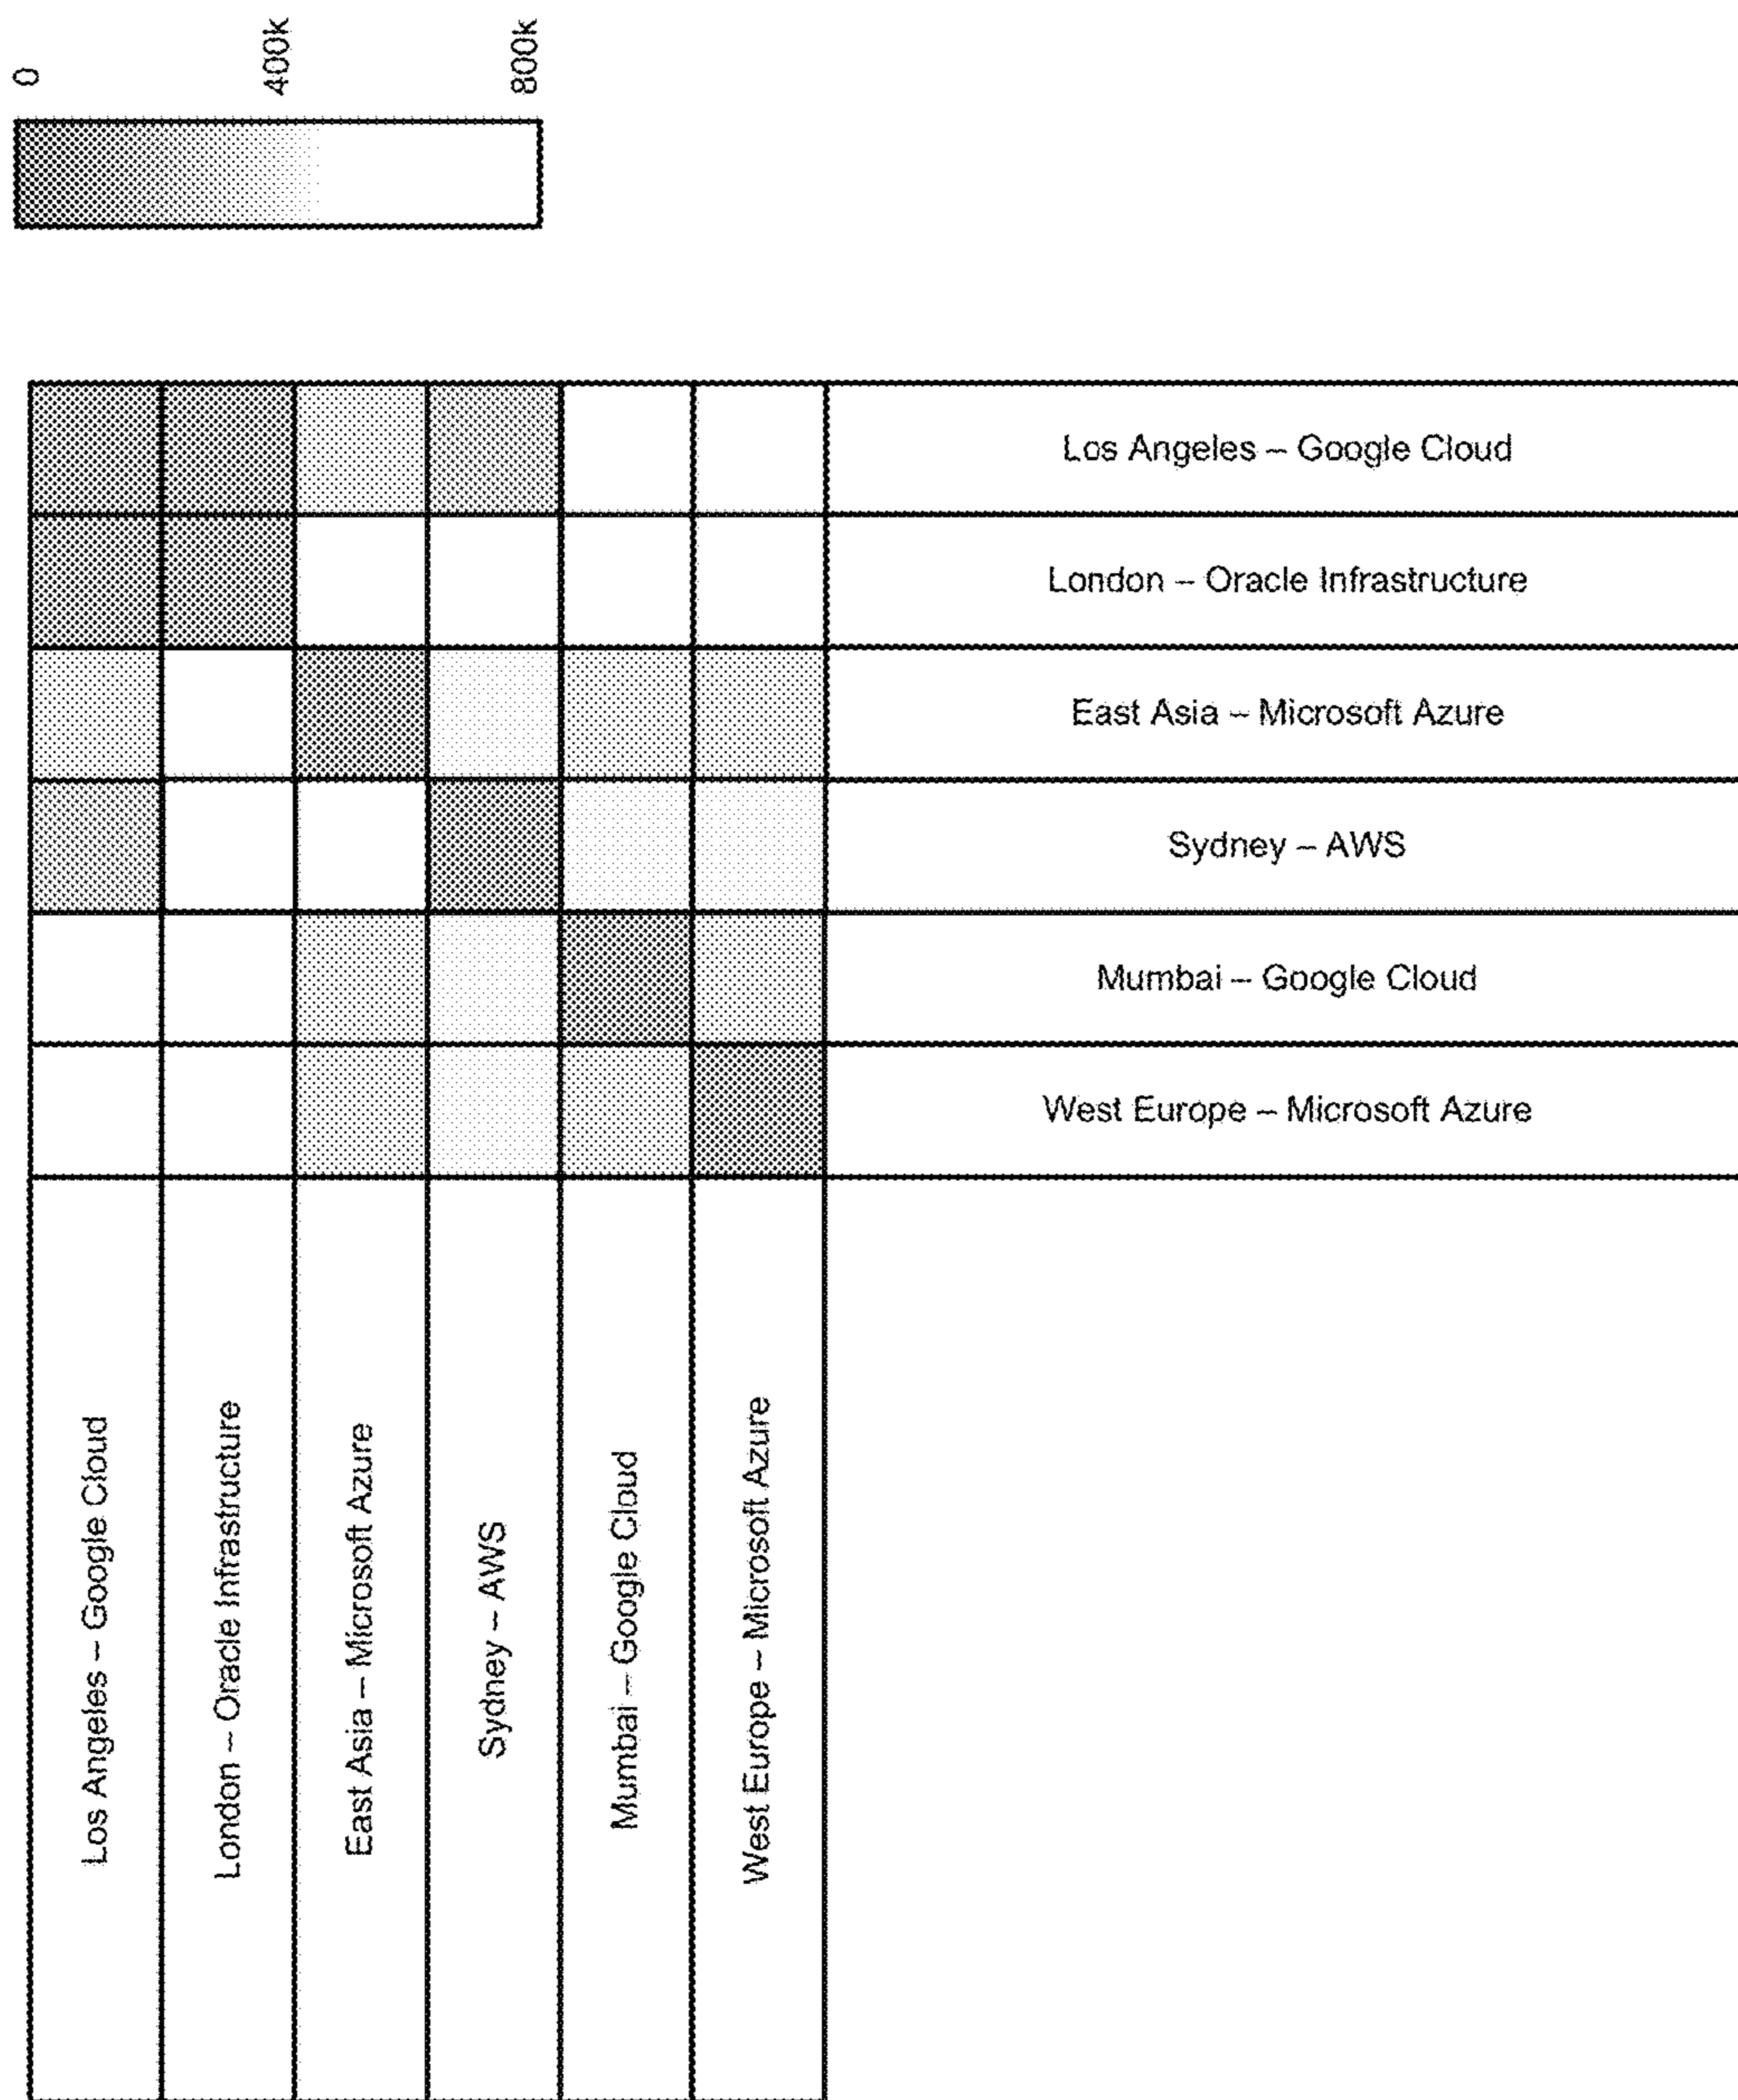 0
400k
800k
Los Angeles – Google Cloud
London – Oracle Infrastructure
East Asia – Microsoft Azure
Sydney – AWS
Mumbai – Google Cloud
West Europe – Microsoft Azure
Los Angeles – Google Cloud
London – Oracle Infrastructure
East Asia – Microsoft Azure
Sydney – AWS
Mumbai – Google Cloud
West Europe – Microsoft Azure